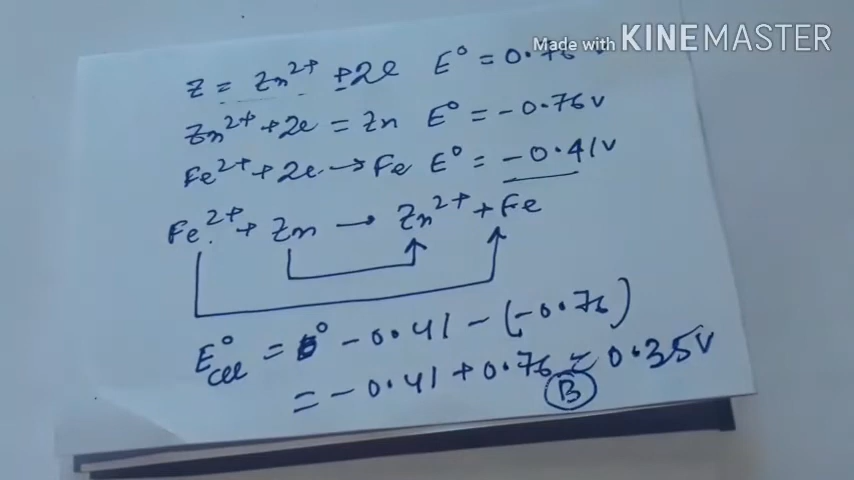 Made with KINEMASTER
Z = Zn²⁺ + 2e E° = 0.76 V
Zn²⁺ + 2e = Zn E° = -0.76V
Fe²⁺ + 2e → Fe E° = -0.41V
Fe²⁺ + Zn → Zn²⁺ + Fe
E°cell = -0.41 - (-0.76)
= -0.41 + 0.76 = 0.35V
B